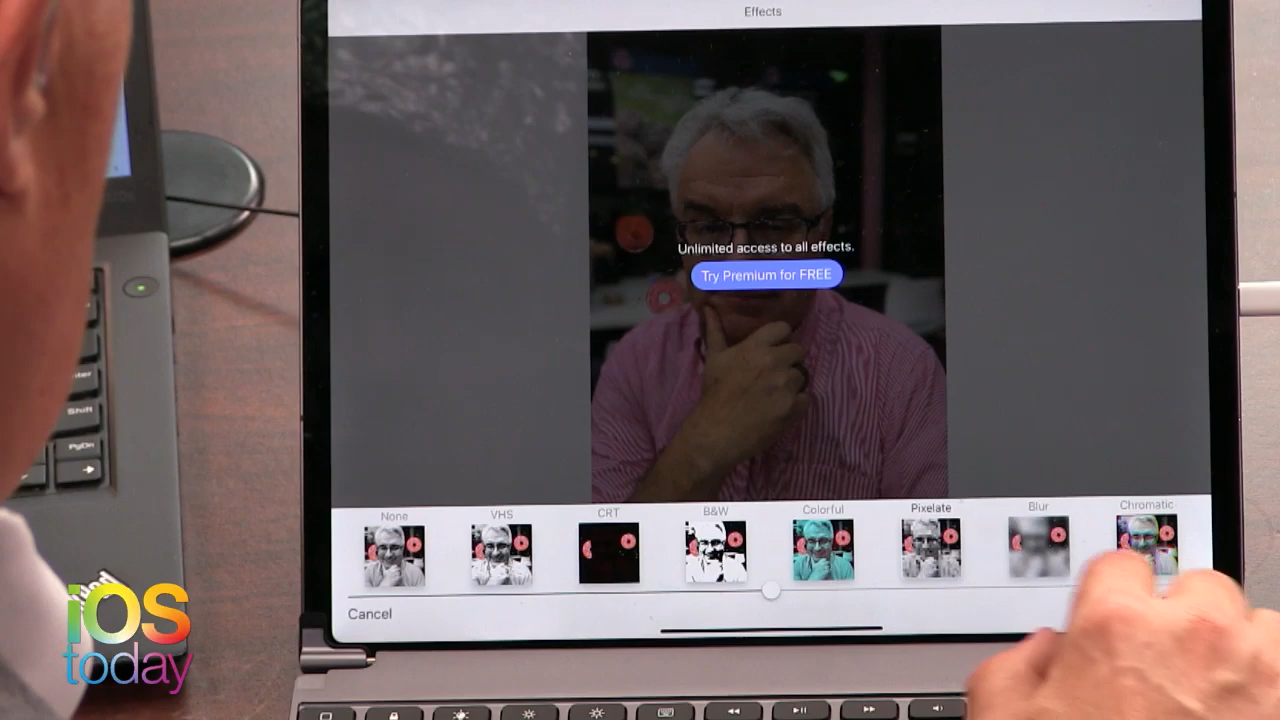 Effects
Unlimited access to all effects.
Try Premium for FREE
None
VHS
CRT
B&W
Colorful
Pixelate
Blur
Chromatic
Cancel
Shift
PgDn
iOS
today